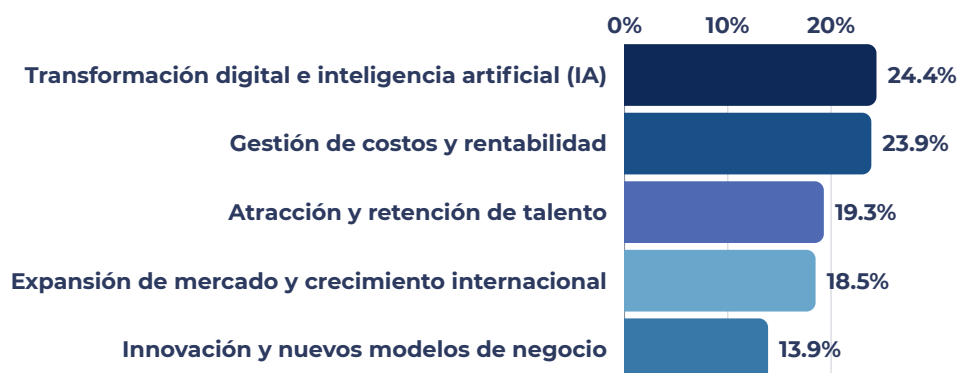 0% 10% 20%
Transformación digital e inteligencia artificial (IA) 24.4%
Gestión de costos y rentabilidad 23.9%
Atracción y retención de talento 19.3%
Expansión de mercado y crecimiento internacional 18.5%
Innovación y nuevos modelos de negocio 13.9%